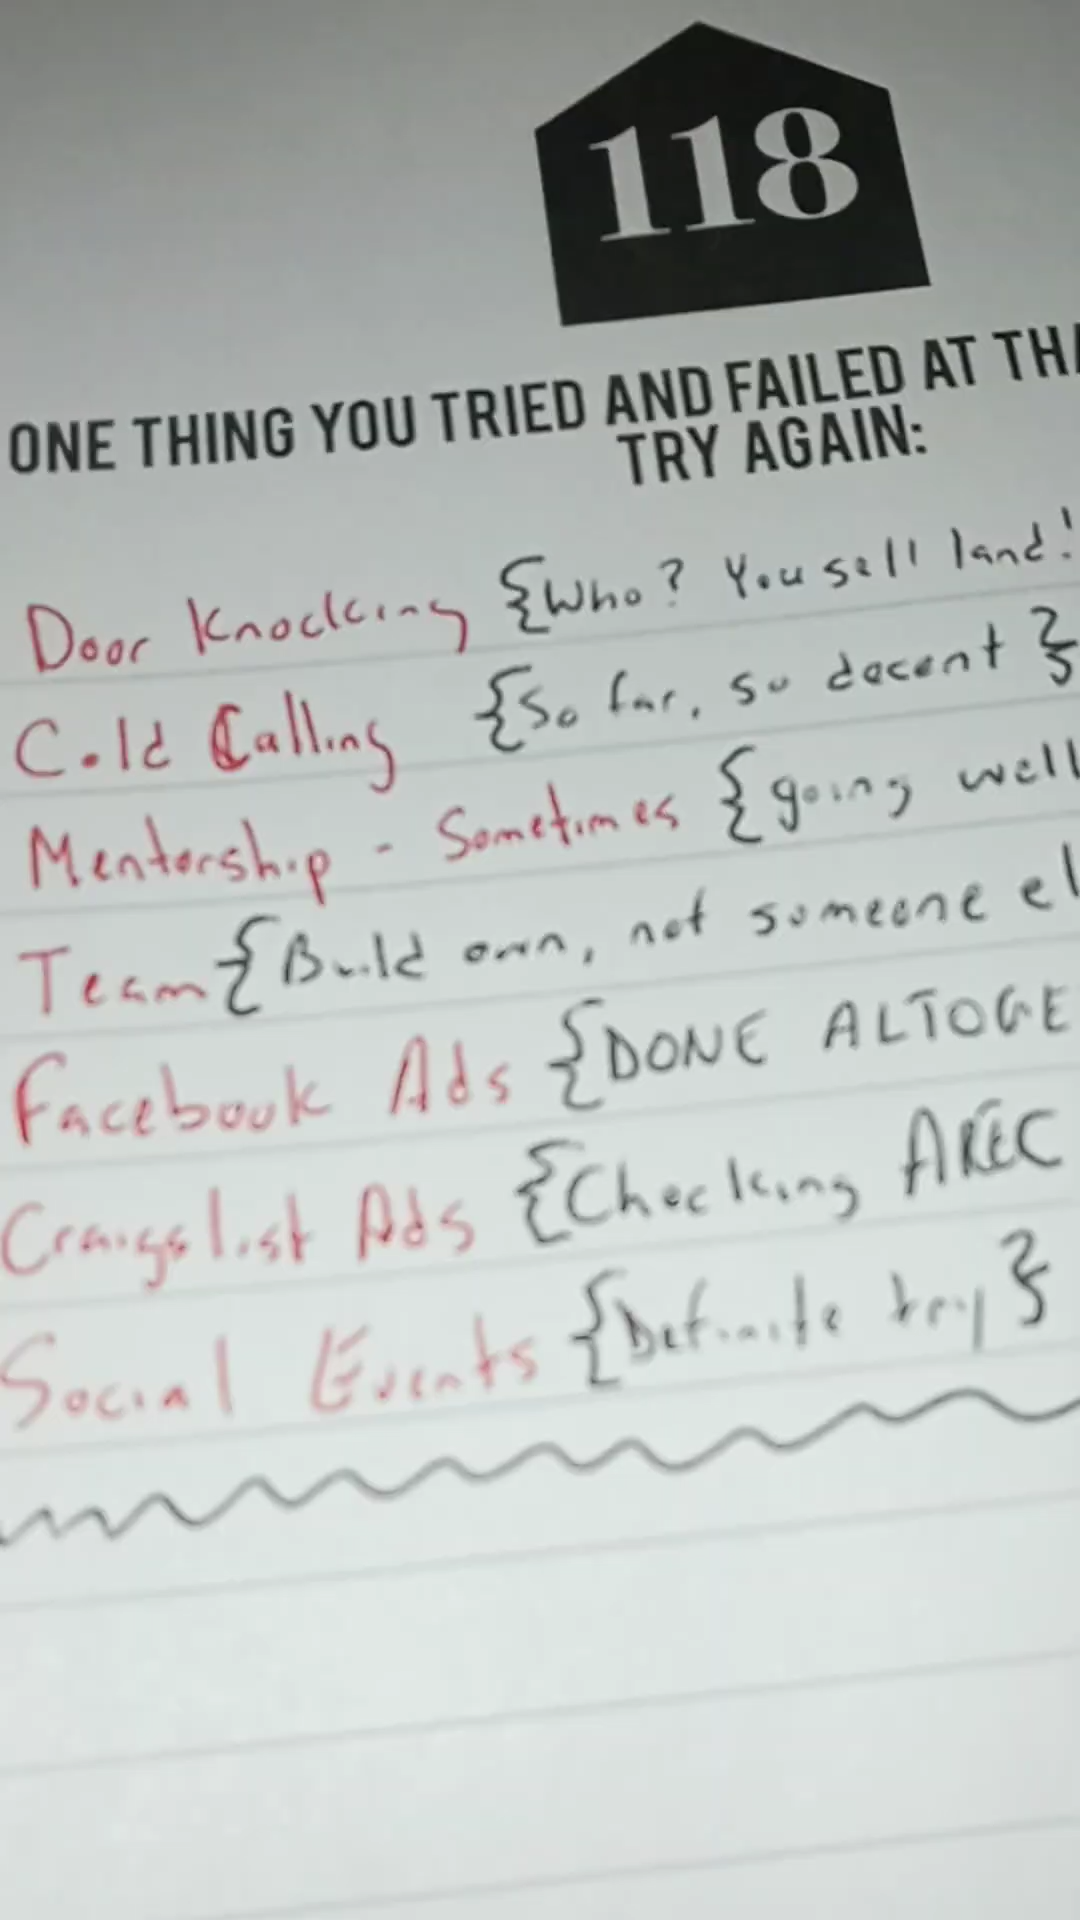 118
ONE THING YOU TRIED AND FAILED AT THA
TRY AGAIN:
Door Knocking {Who? You sell land!
Cold Calling {So far, so decent}
Mentorship - Sometimes {going well
Team {Build own, not someone el
Facebook Ads {DONE ALTOGE
Craigslist Ads {Checking AREC
Social Events {Definite try}